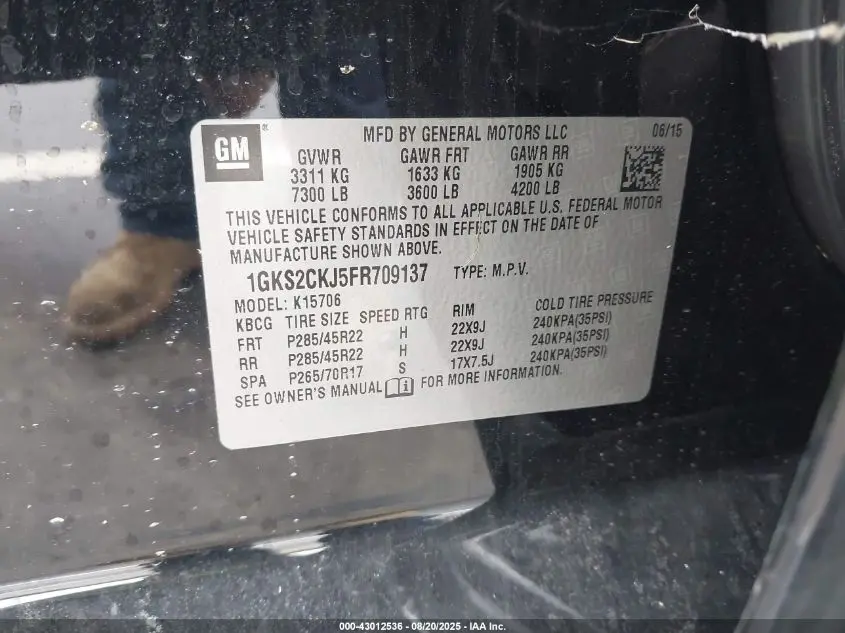 GM
MFD BY GENERAL MOTORS LLC 06/15
GVWR GAWR FRT GAWR RR
3311 KG 1633 KG 1905 KG
7300 LB 3600 LB 4200 LB
THIS VEHICLE CONFORMS TO ALL APPLICABLE U.S. FEDERAL MOTOR
VEHICLE SAFETY STANDARDS IN EFFECT ON THE DATE OF
MANUFACTURE SHOWN ABOVE.
1GKS2CKJ5FR709137 TYPE: M.P.V.
MODEL: K15706
KBCG TIRE SIZE SPEED RTG RIM COLD TIRE PRESSURE
FRT P285/45R22 H 22X9J 240KPA(35PSI)
RR P285/45R22 H 22X9J 240KPA(35PSI)
SPA P265/70R17 S 17X7.5J 240KPA(35PSI)
SEE OWNER'S MANUAL FOR MORE INFORMATION.
000-43012536 - 08/20/2025 - IAA Inc.